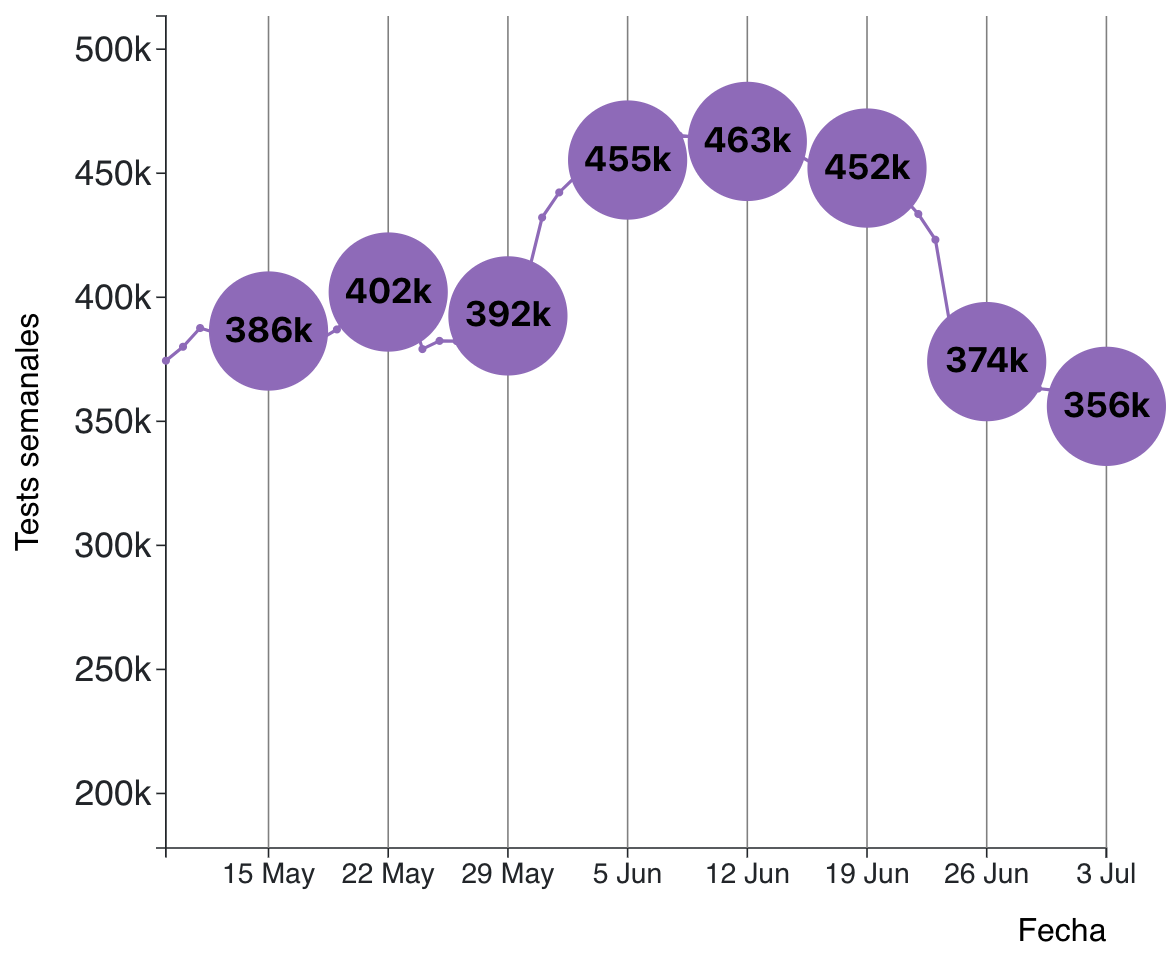 500k
450k
400k
350k
300k
250k
200k
Tests semanales
386k
402k
392k
455k
463k
452k
374k
356k
15 May
22 May
29 May
5 Jun
12 Jun
19 Jun
26 Jun
3 Jul
Fecha